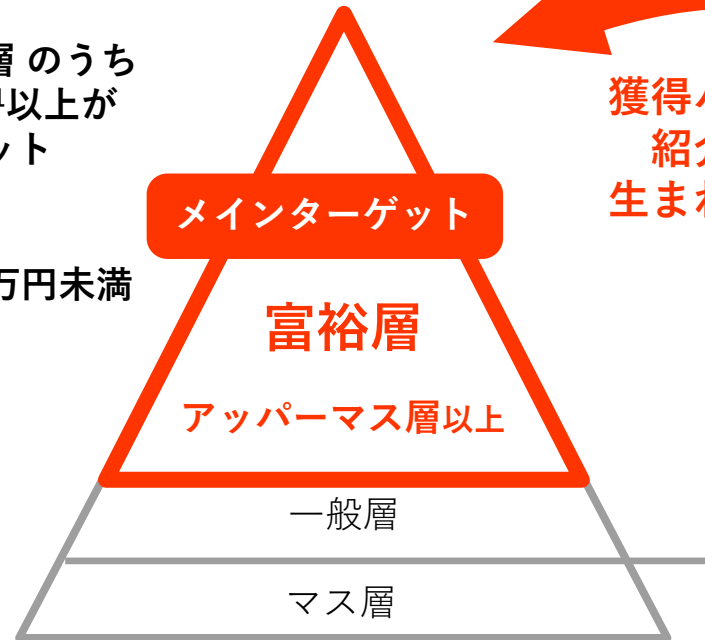 層 のうち
以上が
ット
メインターゲット
万円未満
富裕層
アッパーマス層以上
一般層
マス層
獲得
紹
生まれ